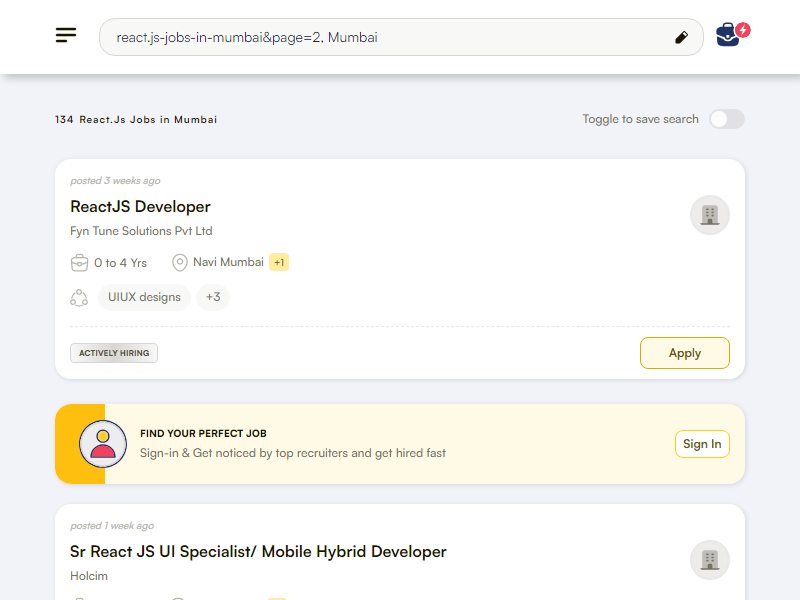 react.js-jobs-in-mumbai&page=2, Mumbai
134 React.Js Jobs in Mumbai
Toggle to save search
posted 3 weeks ago
ReactJS Developer
Fyn Tune Solutions Pvt Ltd
0 to 4 Yrs
Navi Mumbai +1
UIUX designs +3
ACTIVELY HIRING
Apply
FIND YOUR PERFECT JOB
Sign-in & Get noticed by top recruiters and get hired fast
Sign In
posted 1 week ago
Sr React JS UI Specialist/ Mobile Hybrid Developer
Holcim